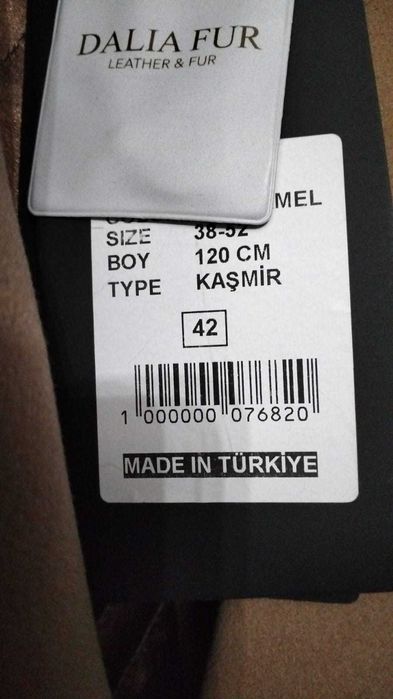 DALIA FUR
LEATHER & FUR
MEL
SIZE 38-52
BOY 120 CM
TYPE KAŞMİR
42
1 000000 076820
MADE IN TÜRKİYE